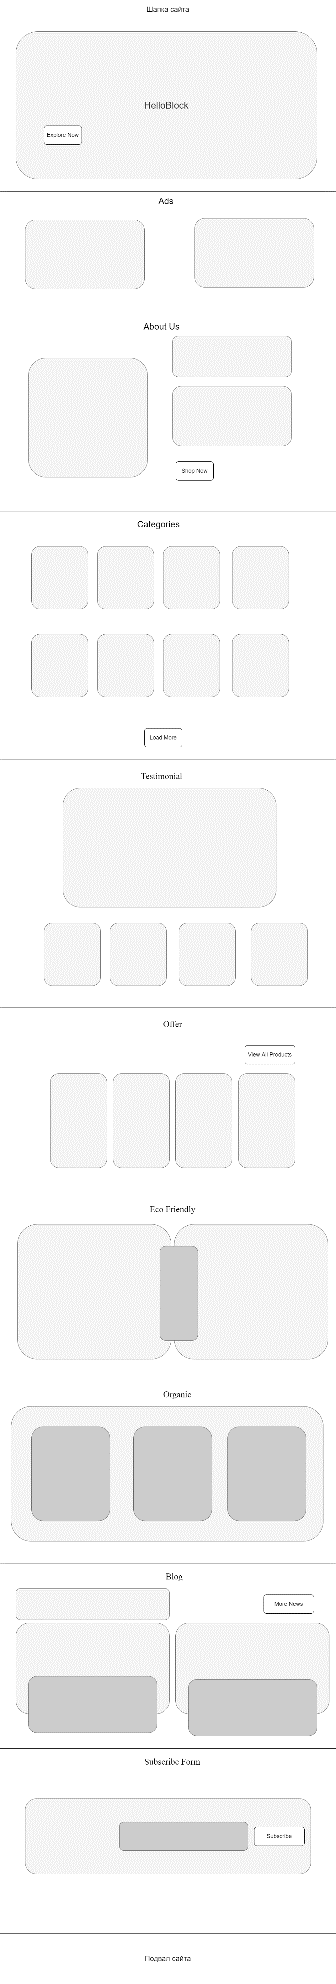 Шапка сайта
HelloBlock
Explore Now
Ads
About Us
Shop Now
Categories
Load More
Testimonial
Offer
View All Products
Eco Friendly
Organic
Blog
More News
Subscribe Form
Subscribe
Подвал сайта